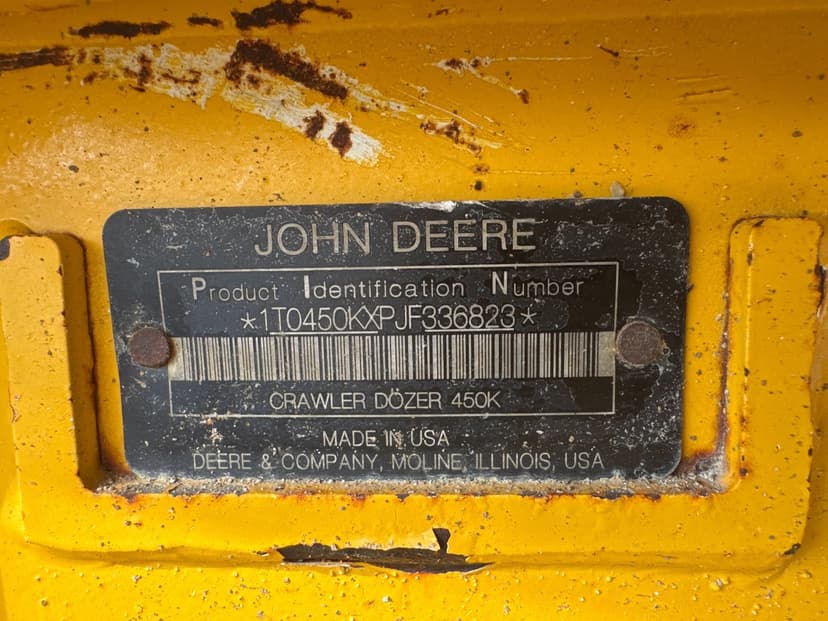 JOHN DEERE
Product Identification Number
*1T0450KXPJF336823*
CRAWLER DOZER 450K
MADE IN USA
DEERE & COMPANY, MOLINE, ILLINOIS, USA